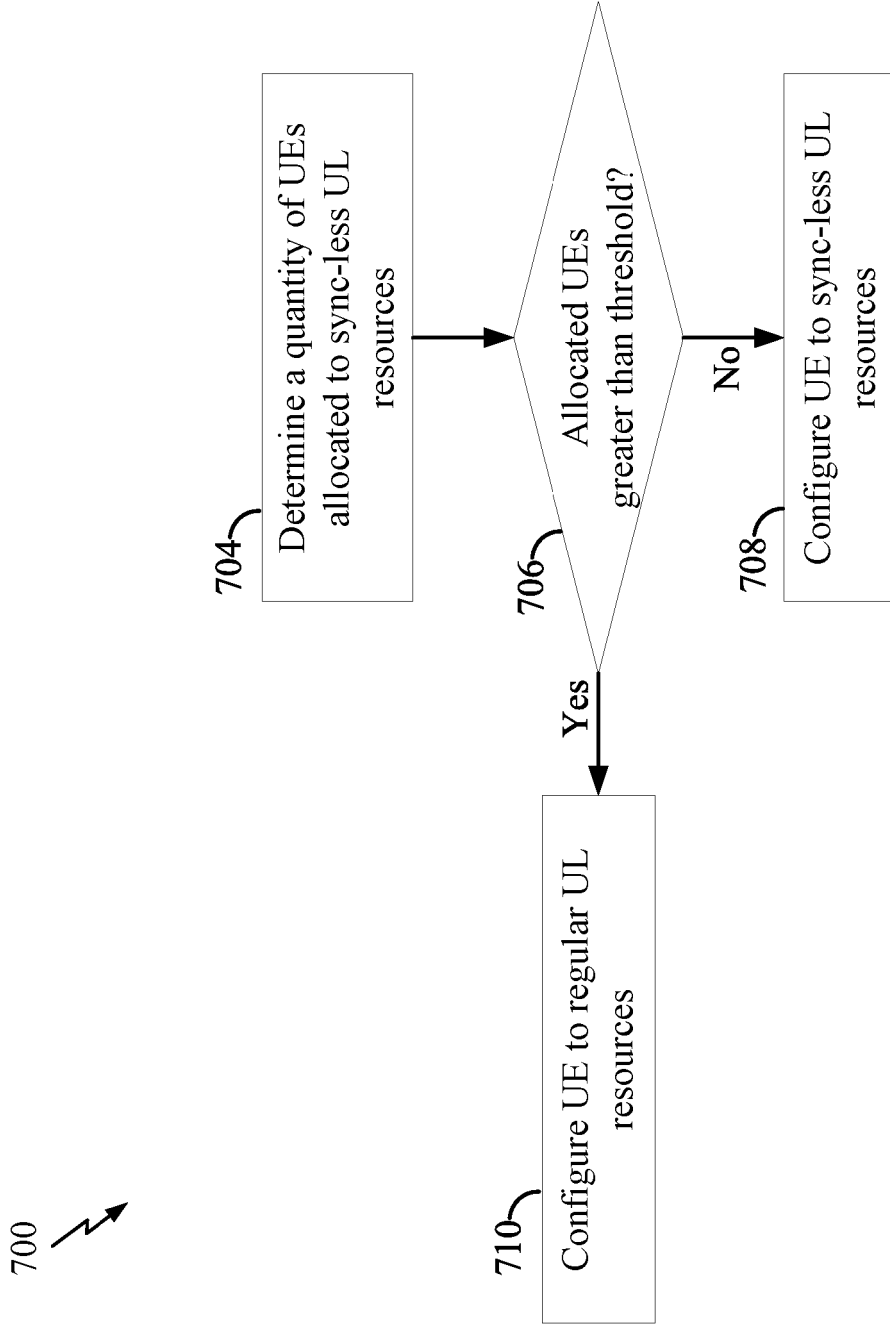 700
704
Determine a quantity of UEs
allocated to sync-less UL
resources
706
Allocated UEs
greater than threshold?
Yes
No
710
Configure UE to regular UL
resources
708
Configure UE to sync-less UL
resources